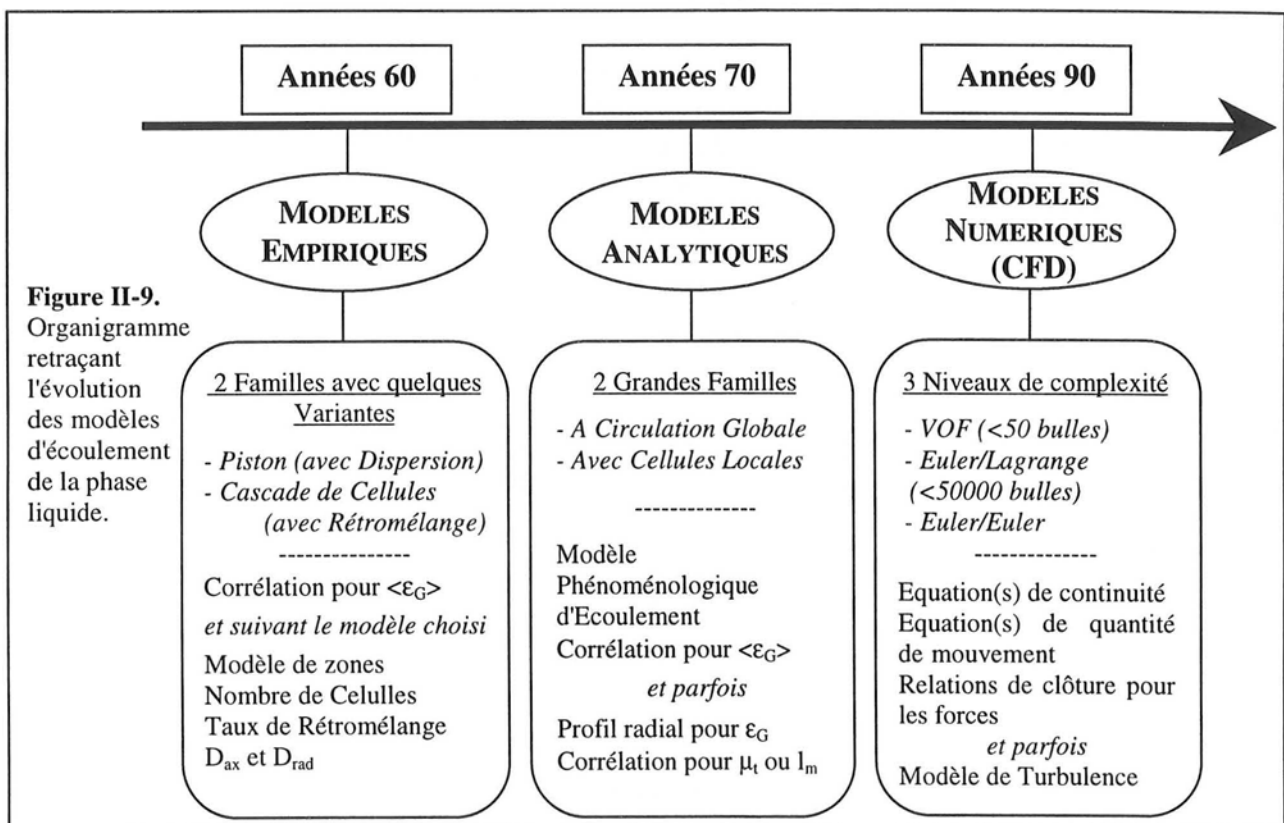 Années 60
Années 70
Années 90
MODELES
EMPIRIQUES
MODELES
ANALYTIQUES
MODELES
NUMERIQUES
(CFD)
Figure II-9.
Organigramme
retraçant
l'évolution
des modèles
d'écoulement
de la phase
liquide.
2 Familles avec quelques
Variantes
- Piston (avec Dispersion)
- Cascade de Cellules
(avec Rétromélange)
---------------
Corrélation pour <εG>
et suivant le modèle choisi
Modèle de zones
Nombre de Celulles
Taux de Rétromélange
Dax et Drad
2 Grandes Familles
- A Circulation Globale
- Avec Cellules Locales
--------------
Modèle
Phénoménologique
d'Ecoulement
Corrélation pour <εG>
et parfois
Profil radial pour εG
Corrélation pour μt ou lm
3 Niveaux de complexité
- VOF (<50 bulles)
- Euler/Lagrange
(<50000 bulles)
- Euler/Euler
--------------
Equation(s) de continuité
Equation(s) de quantité
de mouvement
Relations de clôture pour
les forces
et parfois
Modèle de Turbulence